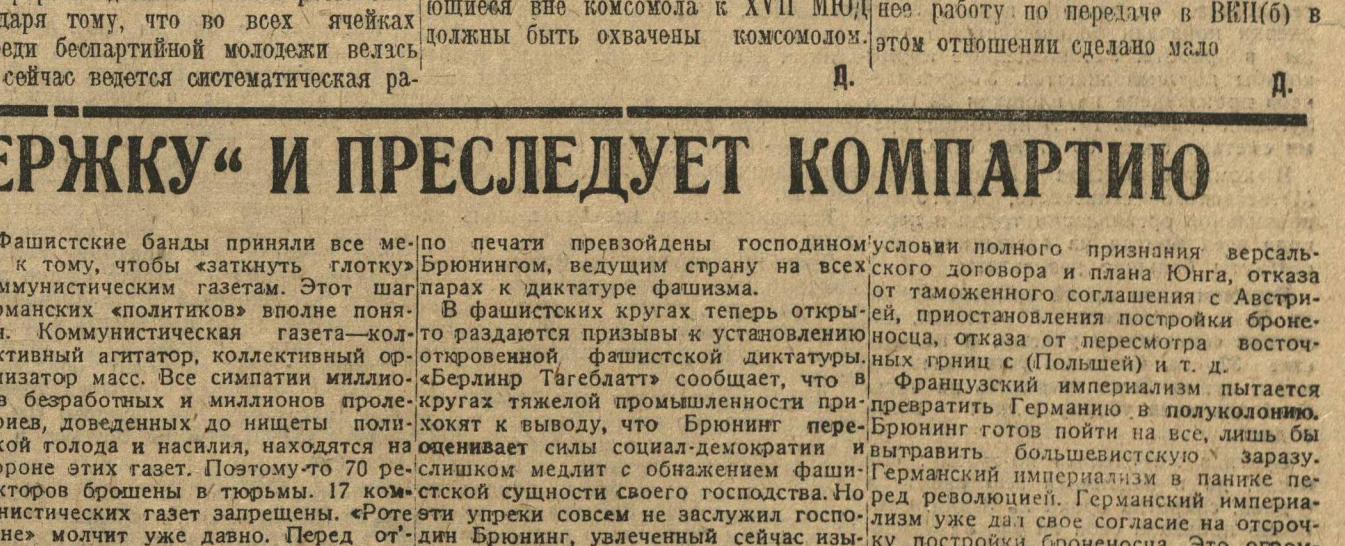 даря тому, что во всех ячейках
реди беспартийной молодежи велась
сейчас ведется систематическая ра-
ющиеся вне комсомола к XVII МЮД
должны быть охвачены комсомолом.
Д.
нее работу по передаче в ВКП(б) в
этом отношении сделано мало
Д.
ЕРЖКУ“ И ПРЕСЛЕДУЕТ КОМПАРТИЮ
Фашистские банды приняли все ме-
к тому, чтобы «заткнуть глотку»
ммунистическим газетам. Этот шаг
рманских «политиков» вполне поня-
н. Коммунистическая газета—кол-
ктивный агитатор, коллективный ор-
низатор масс. Все симпатии миллио-
в безработных и миллионов проле-
риев, доведенных до нищеты поли-
кой голода и насилия, находятся на
ороне этих газет. Поэтому-то 70 ре-
кторов брошены в тюрьмы. 17 ком-
нистических газет запрещены. «Роте
не» молчит уже давно. Перед от'-
по печати превзойдены господином
Брюнингом, ведущим страну на всех
парах к диктатуре фашизма.
В фашистских кругах теперь откры-
то раздаются призывы к установлению
откровенной фашистской диктатуры.
«Берлинр Тагеблатт» сообщает, что в
кругах тяжелой промышленности при-
хокят к выводу, что Брюнинг пере-
оценивает силы социал-демократии и
слишком медлит с обнажением фаши-
стской сущности своего господства. Но
эти упреки совсем не заслужил госпо-
дин Брюнинг, увлеченный сейчас изы-
условии полного признания версаль-
ского договора и плана Юнга, отказа
от таможенного соглашения с Австри-
ей, приостановления постройки броне-
носца, отказа от пересмотра восточ-
ных грниц с (Польшей) и т. д.
Французский империализм пытается
превратить Германию в полуколонию.
Брюнинг готов пойти на все, лишь бы
вытравить большевистскую заразу.
Германский империализм в панике пе-
ред революцией. Германский империа-
лизм уже дал свое согласие на отсроч-
ку постройки броненосца. Это огром-